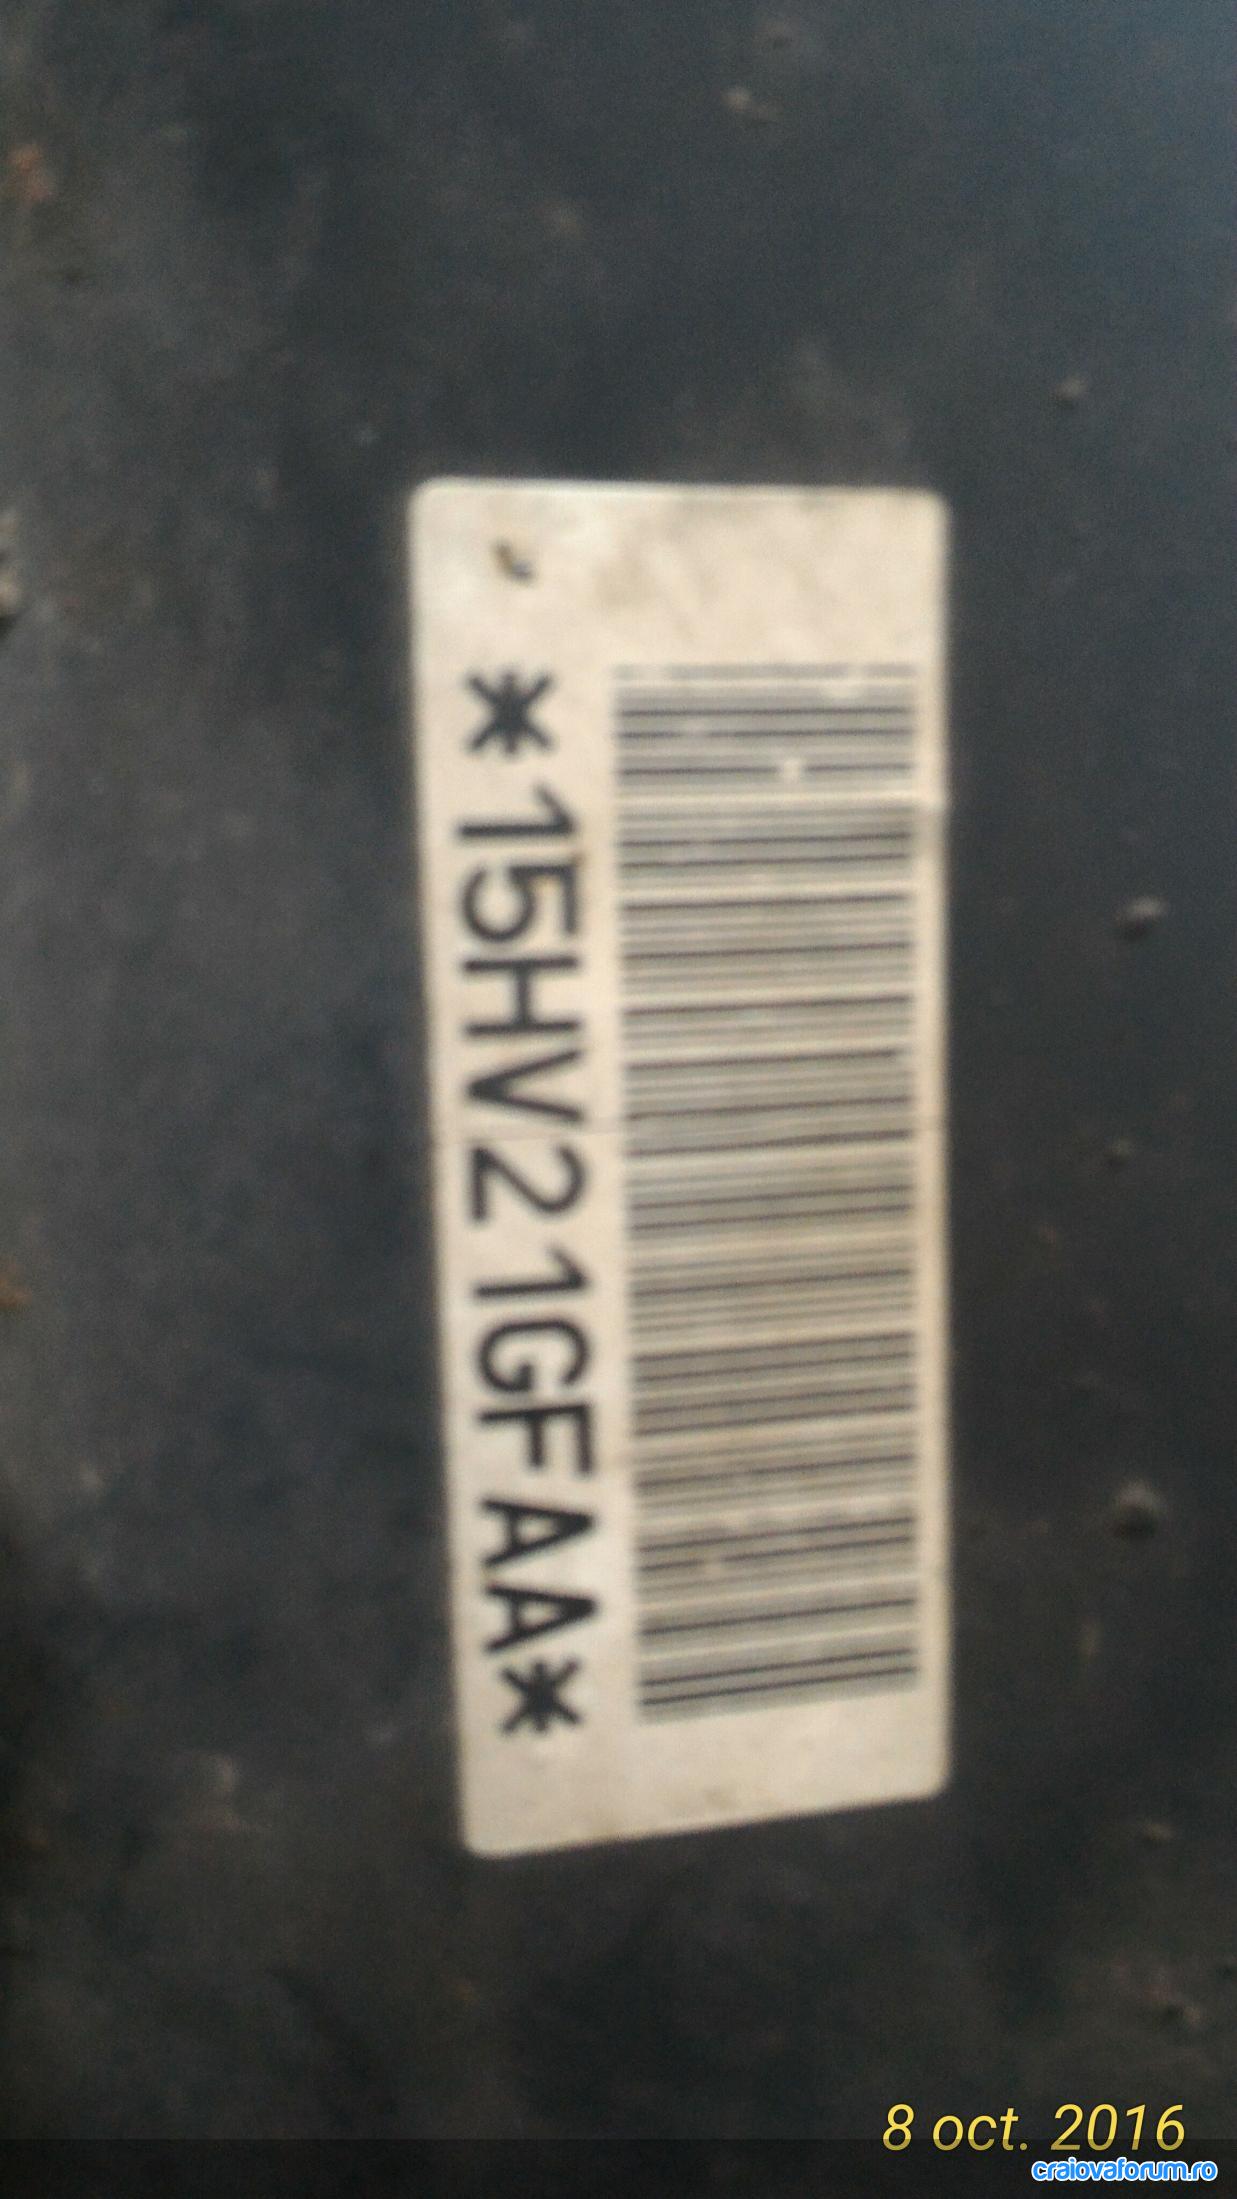 *15HV21GFAA*
8 oct. 2016
craiovaforum.ro